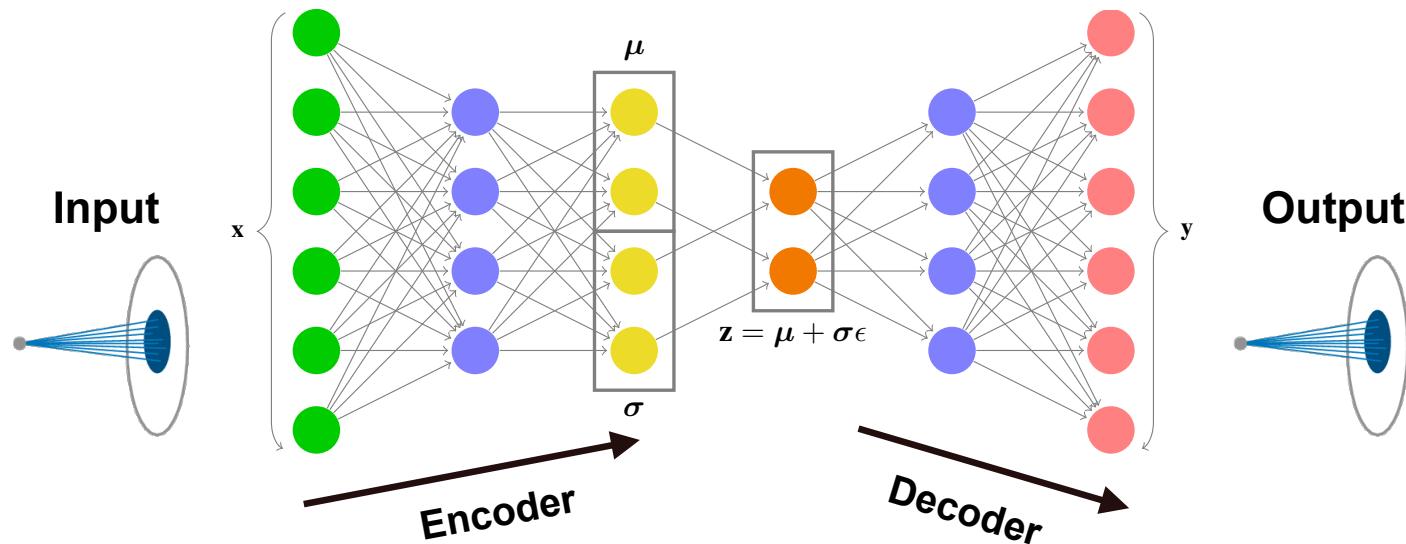 μ
Input
x
Output
y
z = μ + σϵ
σ
Encoder
Decoder